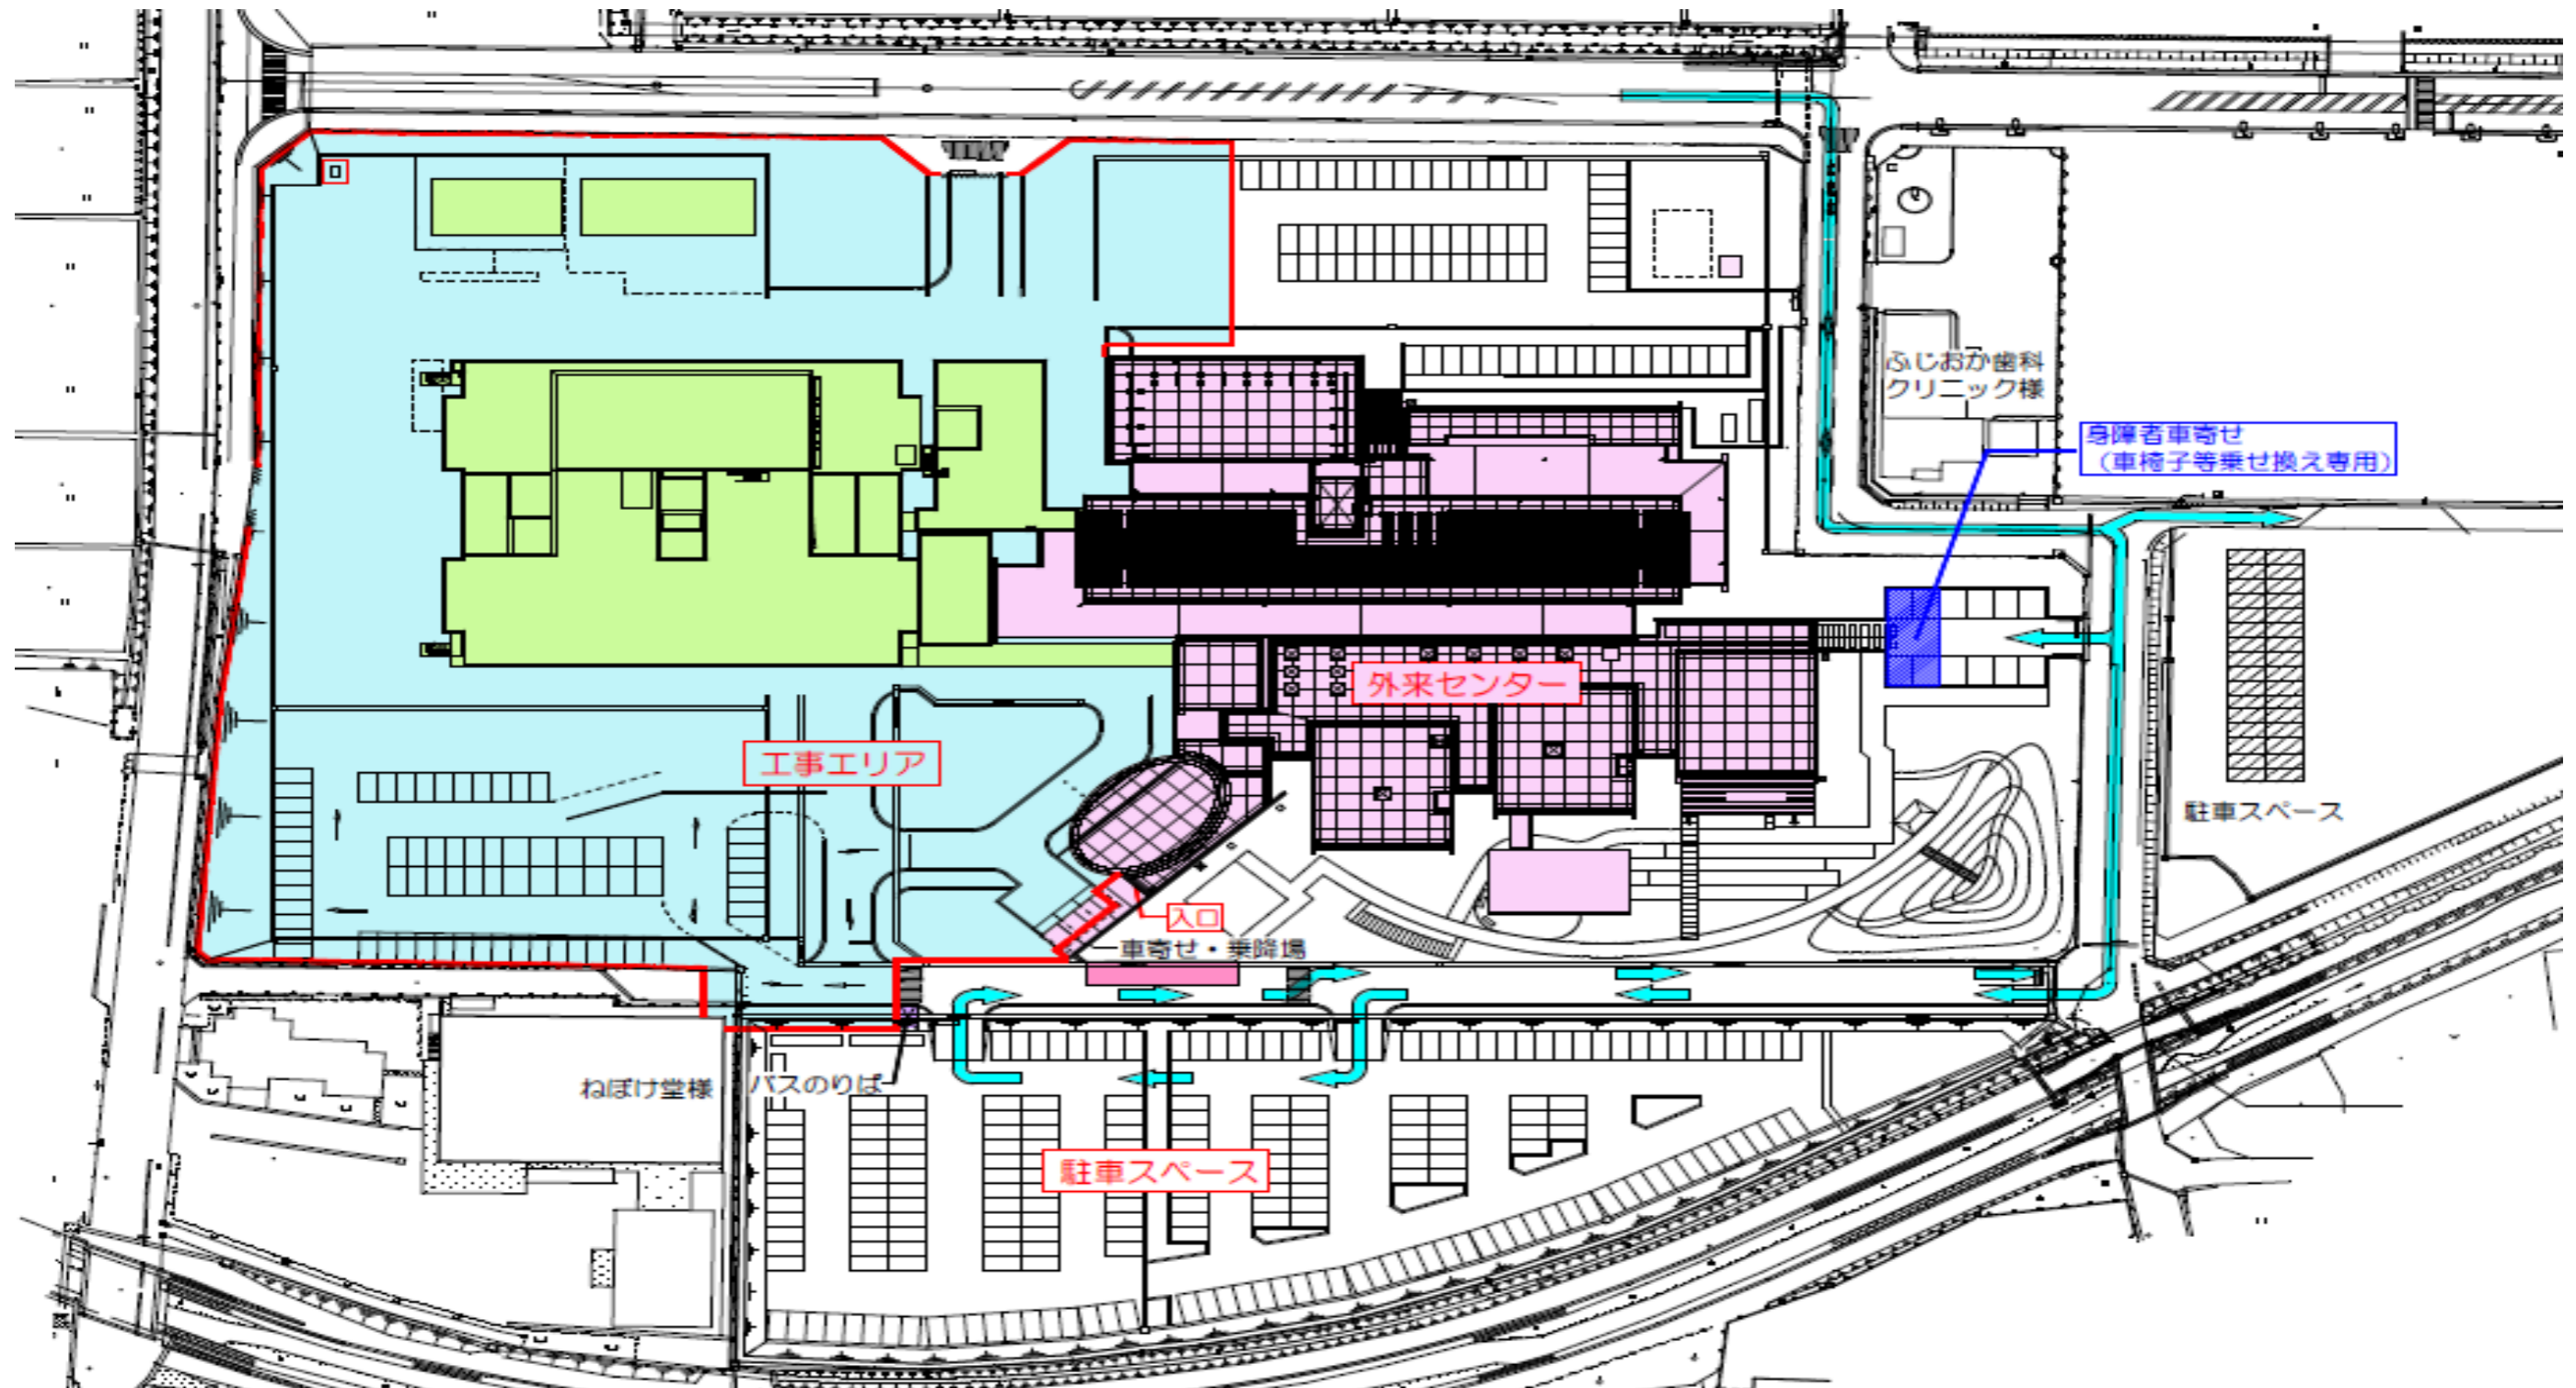 ふじおか歯科
クリニック様
身障者車寄せ
（車椅子等乗せ換え専用）
外来センター
工事エリア
駐車スペース
入口
車寄せ・乗降場
ねぼけ堂様
バスのりば
駐車スペース